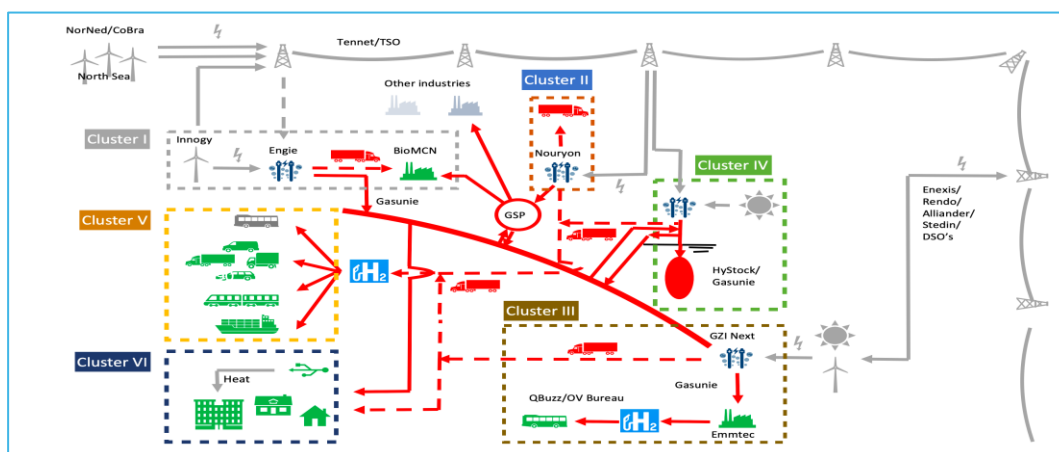 NorNed/CoBra
North Sea
Tennet/TSO
Other industries
Cluster II
Cluster I
Innogy
Engie
BioMCN
Nouryon
Cluster IV
Gasunie
GSP
Enexis/
Rendo/
Alliander/
Stedin/
DSO's
Cluster V
H2
HyStock/
Gasunie
Cluster III
GZI Next
Cluster VI
Heat
Gasunie
QBuzz/OV Bureau
H2
Emmtec